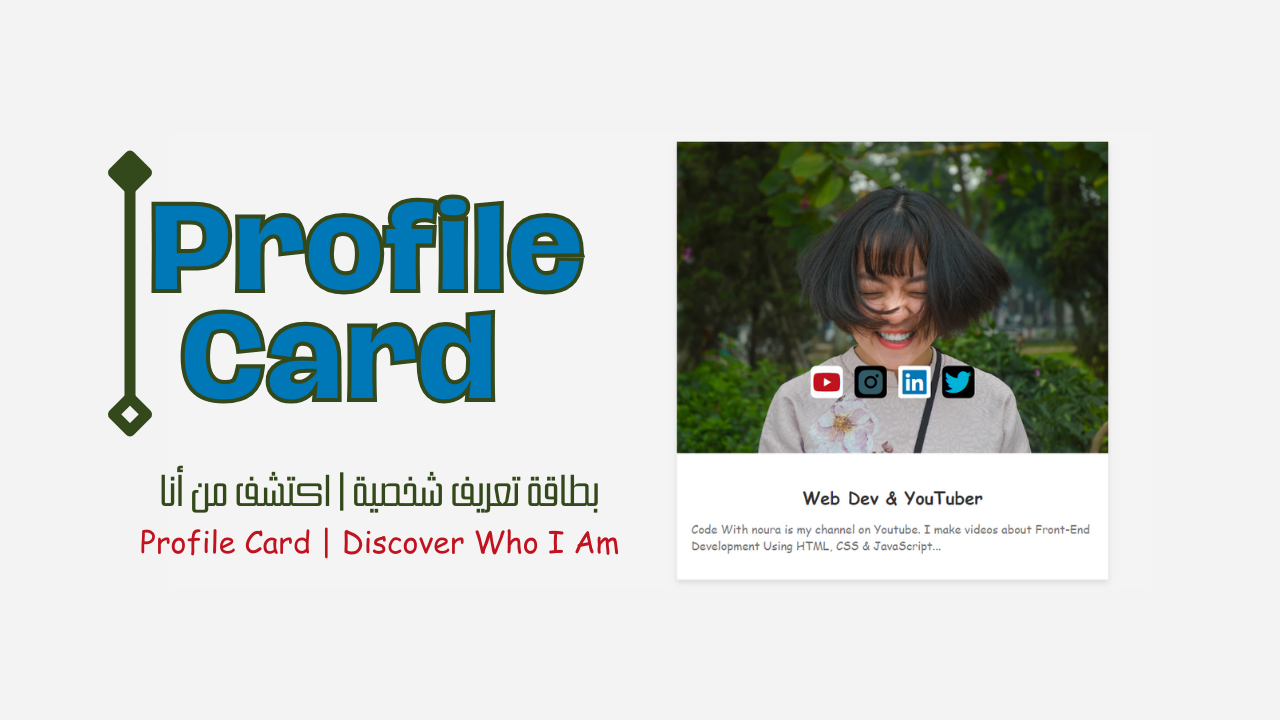 Profile
Card
بطاقة تعريف شخصية | اكتشف من أنا
Profile Card | Discover Who I Am
in
Web Dev & YouTuber
Code With noura is my channel on Youtube. I make videos about Front-End
Development Using HTML, CSS & JavaScript...